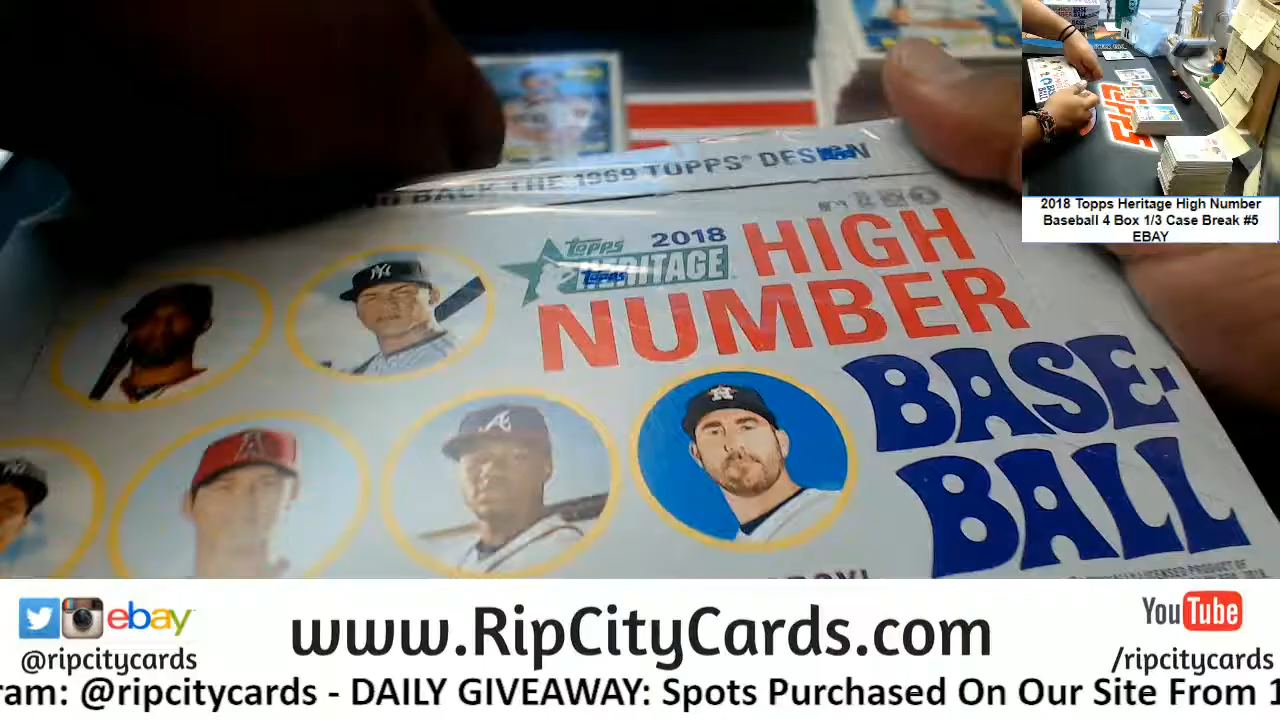 BACK THE 1969 TOPPS® DESIGN
TOPPS 2018 HIGH
HERITAGE
TOPPS
NUMBER
BASE-
BALL
2018 Topps Heritage High Number
Baseball 4 Box 1/3 Case Break #5
EBAY
ebay
@ripcitycards
www.RipCityCards.com
YouTube
/ripcitycards
ram: @ripcitycards - DAILY GIVEAWAY: Spots Purchased On Our Site From 1